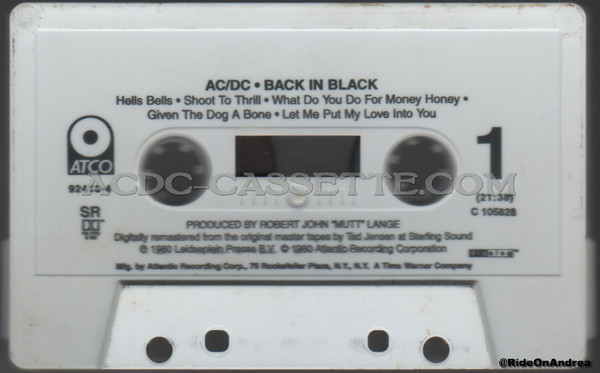 AC/DC • BACK IN BLACK
Hells Bells • Shoot To Thrill • What Do You Do For Money Honey •
Given The Dog A Bone • Let Me Put My Love Into You
ATCO
1
ACDC-CASSETTE.COM
SR
(21:38)
C 105828
PRODUCED BY ROBERT JOHN "MUTT" LANGE
Digitally remastered from the original master tapes by Ted Jensen at Sterling Sound
℗ 1980 Leidseplein Presse B.V. © 1980 Atlantic Recording Corporation
Mfg. by Atlantic Recording Corp., 75 Rockefeller Plaza, N.Y., N.Y. A Time Warner Company
@RideOnAndrea